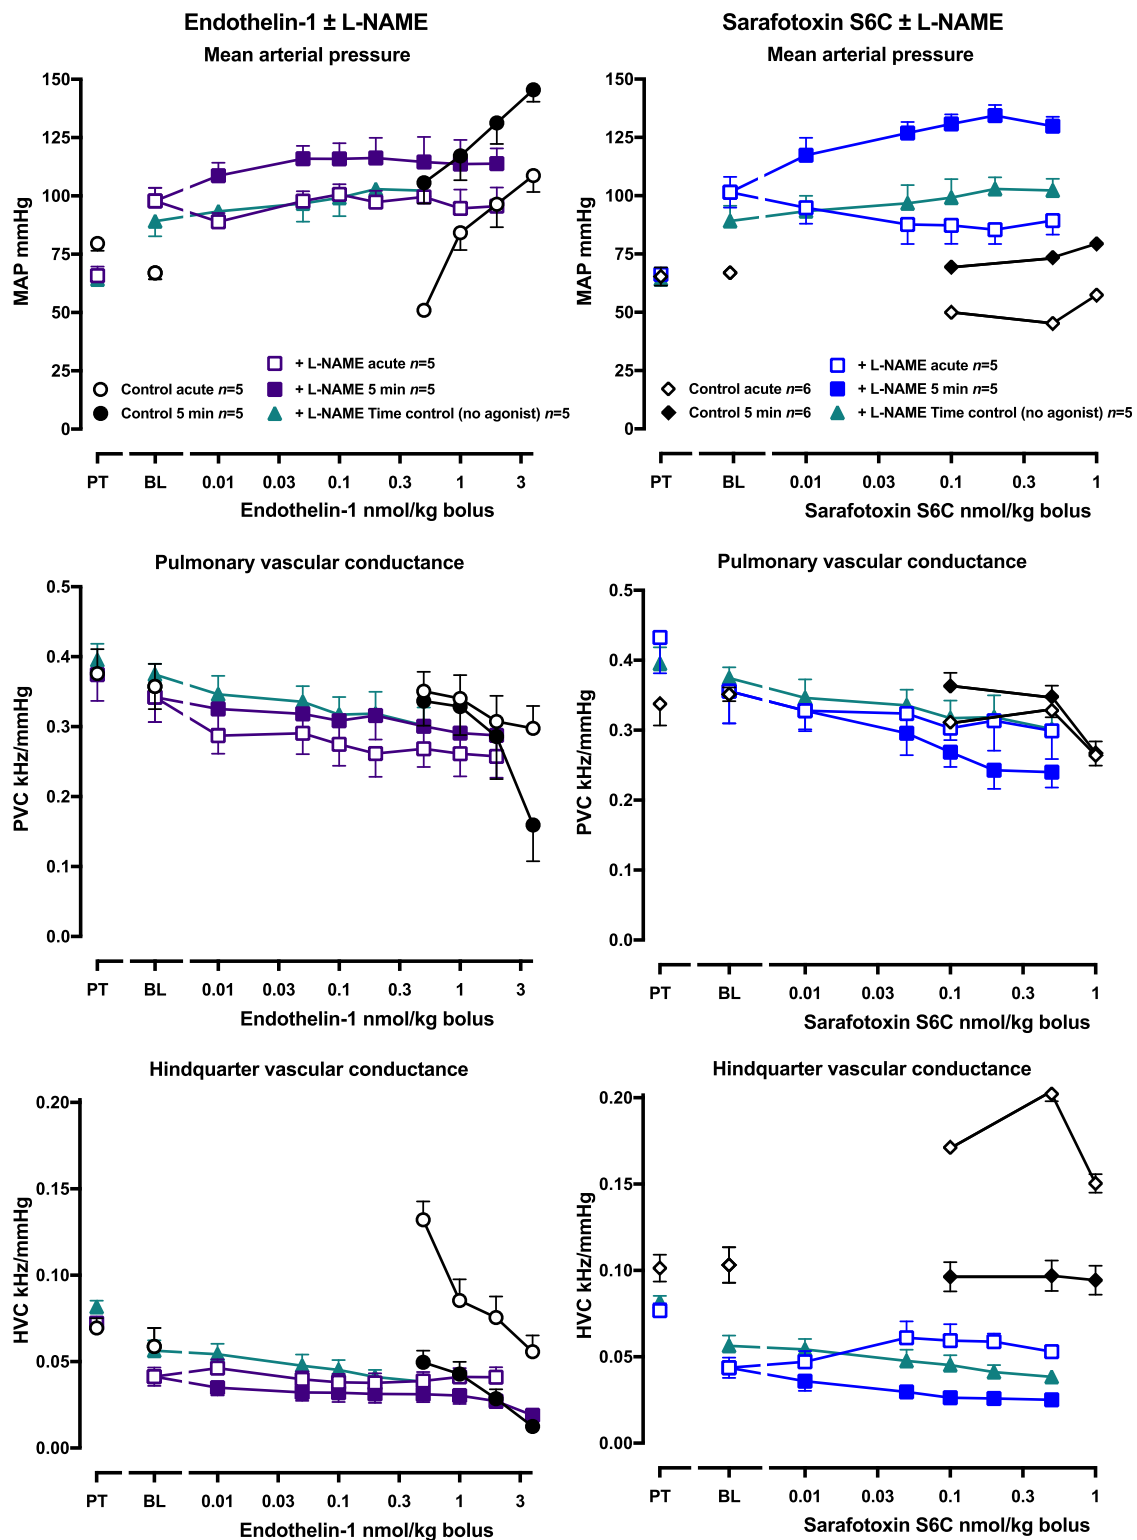 Endothelin-1 ± L-NAME
Mean arterial pressure
150
125
100
75
50
25
0
MAP mmHg
Control acute n=5
Control 5 min n=5
+ L-NAME acute n=5
+ L-NAME 5 min n=5
+ L-NAME Time control (no agonist) n=5
PT BL 0.01 0.03 0.1 0.3 1 3
Endothelin-1 nmol/kg bolus
Sarafotoxin S6C ± L-NAME
Mean arterial pressure
150
125
100
75
50
25
0
MAP mmHg
Control acute n=6
Control 5 min n=6
+ L-NAME acute n=5
+ L-NAME 5 min n=5
+ L-NAME Time control (no agonist) n=5
PT BL 0.01 0.03 0.1 0.3 1
Sarafotoxin S6C nmol/kg bolus
Pulmonary vascular conductance
0.5
0.4
0.3
0.2
0.1
0.0
PVC kHz/mmHg
PT BL 0.01 0.03 0.1 0.3 1 3
Endothelin-1 nmol/kg bolus
Pulmonary vascular conductance
0.5
0.4
0.3
0.2
0.1
0.0
PVC kHz/mmHg
PT BL 0.01 0.03 0.1 0.3 1
Sarafotoxin S6C nmol/kg bolus
Hindquarter vascular conductance
0.20
0.15
0.10
0.05
0.00
HVC kHz/mmHg
PT BL 0.01 0.03 0.1 0.3 1 3
Endothelin-1 nmol/kg bolus
Hindquarter vascular conductance
0.20
0.15
0.10
0.05
0.00
HVC kHz/mmHg
PT BL 0.01 0.03 0.1 0.3 1
Sarafotoxin S6C nmol/kg bolus